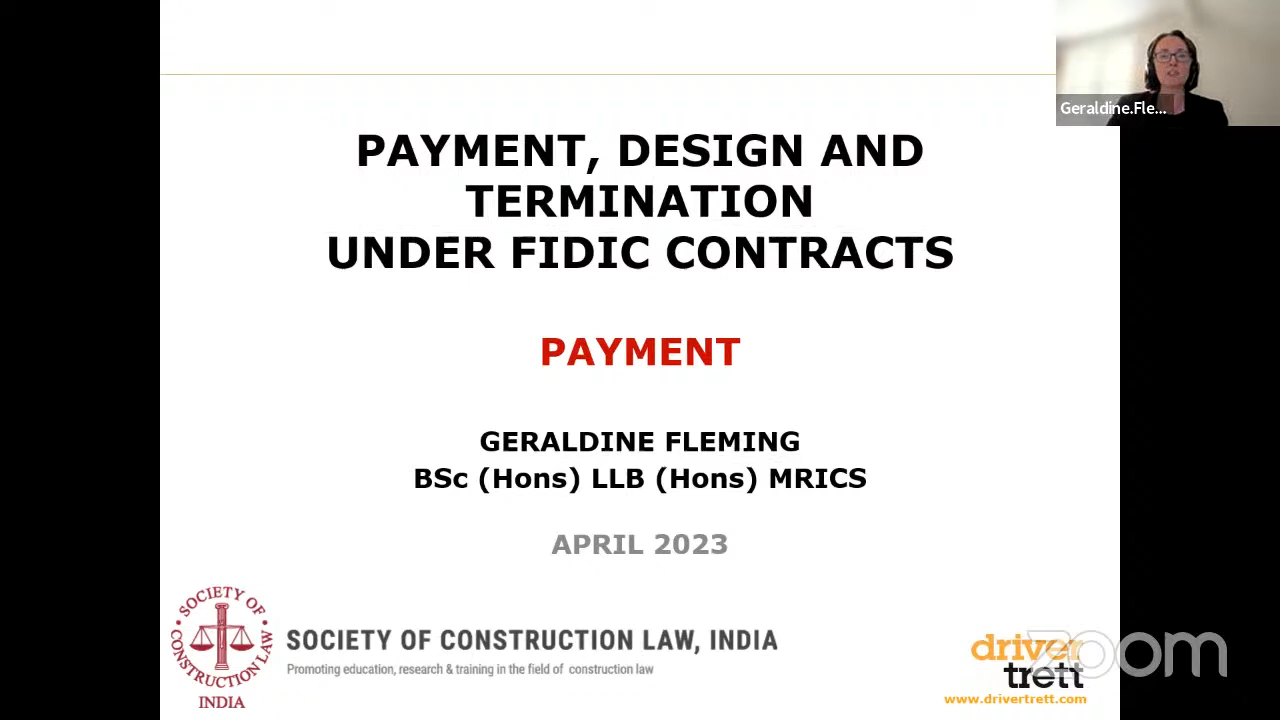 Geraldine.Fle...
PAYMENT, DESIGN AND
TERMINATION
UNDER FIDIC CONTRACTS
PAYMENT
GERALDINE FLEMING
BSc (Hons) LLB (Hons) MRICS
APRIL 2023
SOCIETY OF CONSTRUCTION LAW
INDIA
SOCIETY OF CONSTRUCTION LAW, INDIA
Promoting education, research & training in the field of construction law
driver
trett
www.drivertrett.com
zoom